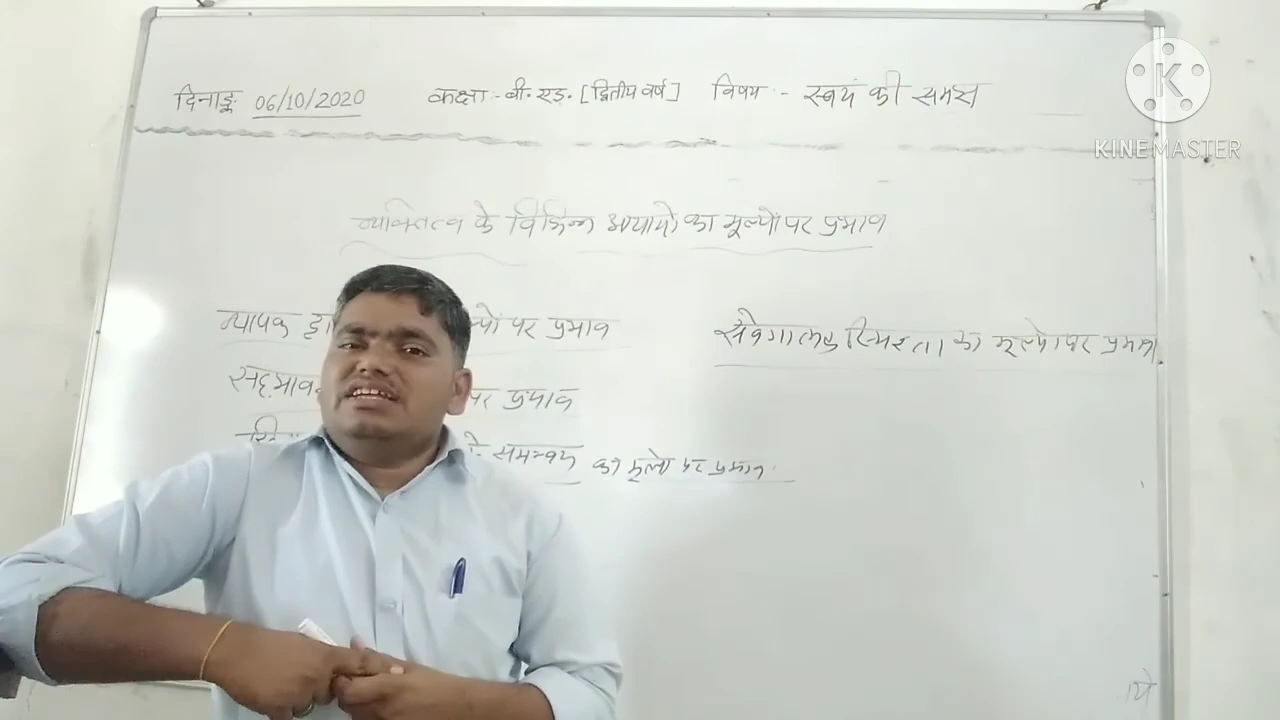 दिनाङ्कः 06/10/2020 कक्षाः- बी. एड. [द्वितीय वर्ष] विषय :- स्वयं की समझ
K
KINEMASTER
व्यक्तित्व के विभिन्न आयामो का मूल्यो पर प्रभाव
व्यापक पर प्रभाव
संवेगात्मक स्थिरता का मूल्यो पर प्रभाव
पर प्रभाव
समन्वय का मूल्यो पर प्रभाव